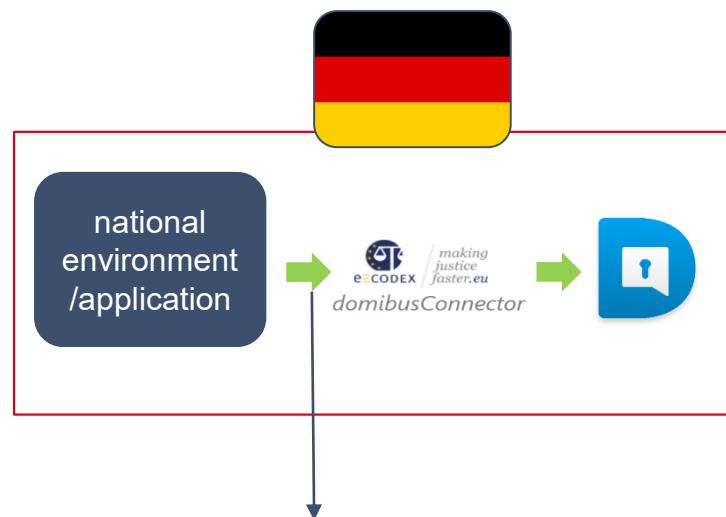 national
environment
/application
making
justice
faster.eu
e≡CODEX
domibusConnector